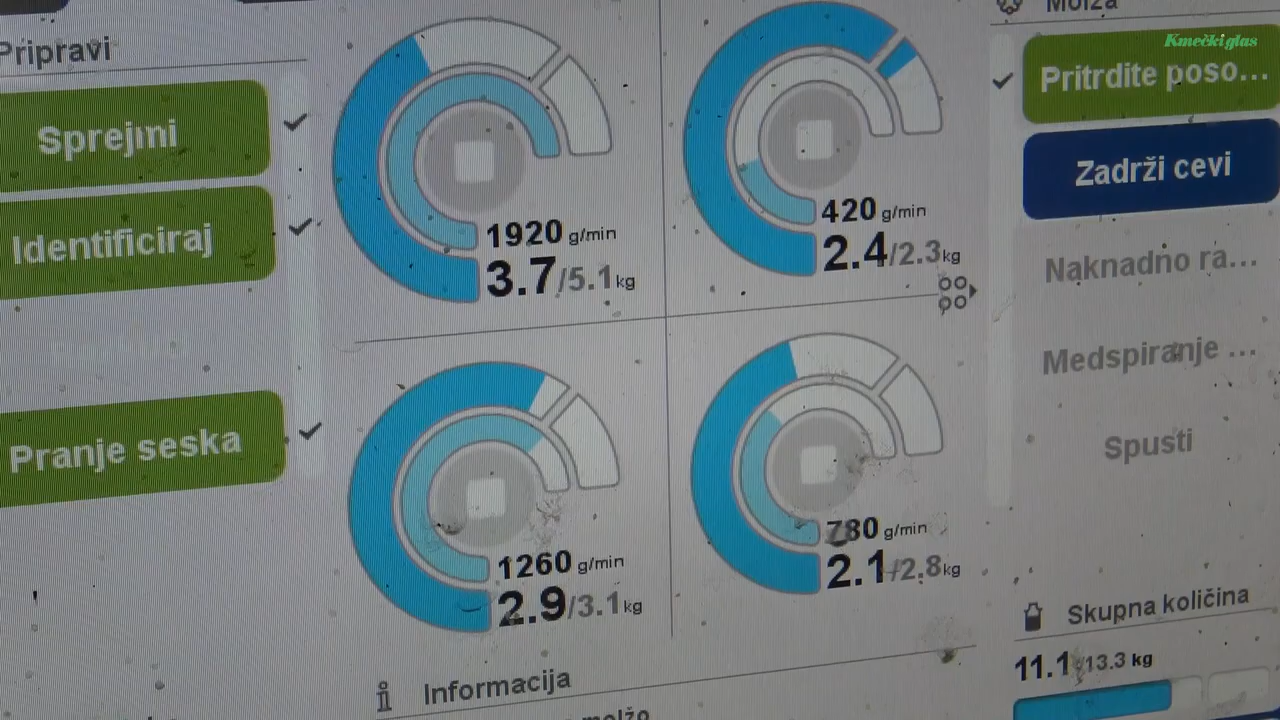 Pripravi
Sprejmi
Identificiraj
Pranje seska
1920 g/min
3.7/5.1 kg
420 g/min
2.4/2.3 kg
1260 g/min
2.9/3.1 kg
780 g/min
2.1/2.8 kg
Informacija
Molža
Kmečki glas
Pritrdite poso...
Zadrži cevi
Naknadno ra...
Medspiranje ...
Spusti
Skupna količina
11.1/13.3 kg